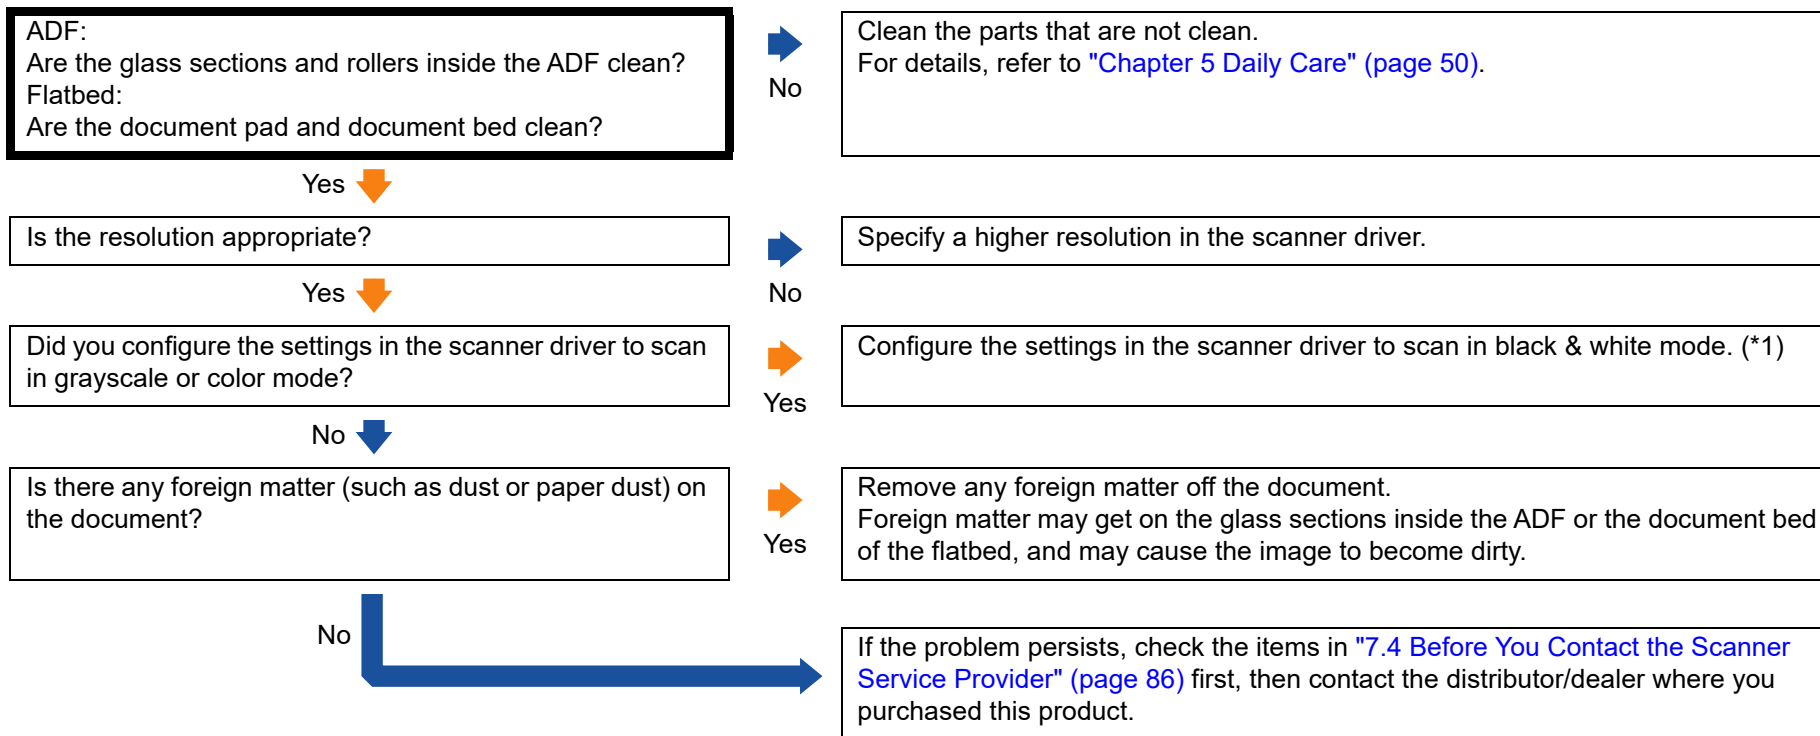 ADF:
Are the glass sections and rollers inside the ADF clean?
Flatbed:
Are the document pad and document bed clean?
No
Clean the parts that are not clean.
For details, refer to "Chapter 5 Daily Care" (page 50).
Yes
Is the resolution appropriate?
No
Specify a higher resolution in the scanner driver.
Yes
Did you configure the settings in the scanner driver to scan
in grayscale or color mode?
Yes
Configure the settings in the scanner driver to scan in black & white mode. (*1)
No
Is there any foreign matter (such as dust or paper dust) on
the document?
Yes
Remove any foreign matter off the document.
Foreign matter may get on the glass sections inside the ADF or the document bed
of the flatbed, and may cause the image to become dirty.
No
If the problem persists, check the items in "7.4 Before You Contact the Scanner
Service Provider" (page 86) first, then contact the distributor/dealer where you
purchased this product.